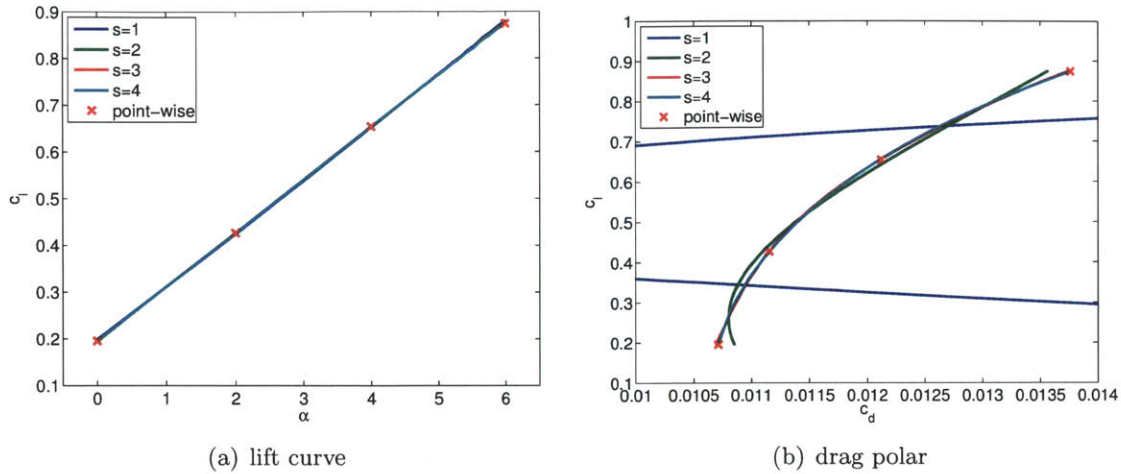 0.9
0.8
0.7
0.6
0.5
0.4
0.3
0.2
0.1
c_l
s=1
s=2
s=3
s=4
point-wise
0 1 2 3 4 5 6
α
(a) lift curve
1
0.9
0.8
0.7
0.6
0.5
0.4
0.3
0.2
0.1
c_l
s=1
s=2
s=3
s=4
point-wise
0.01 0.0105 0.011 0.0115 0.012 0.0125 0.013 0.0135 0.014
c_d
(b) drag polar